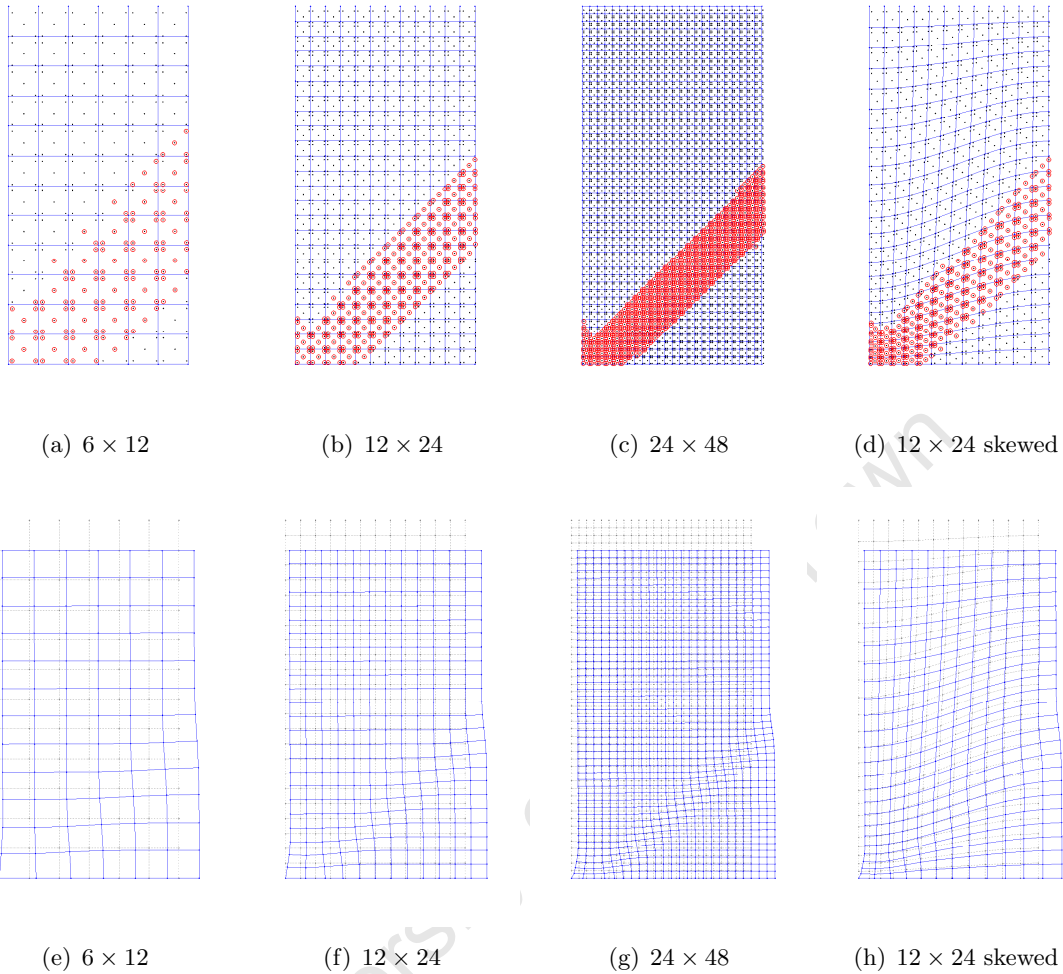 (a) 6 × 12
(b) 12 × 24
(c) 24 × 48
(d) 12 × 24 skewed
(e) 6 × 12
(f) 12 × 24
(g) 24 × 48
(h) 12 × 24 skewed